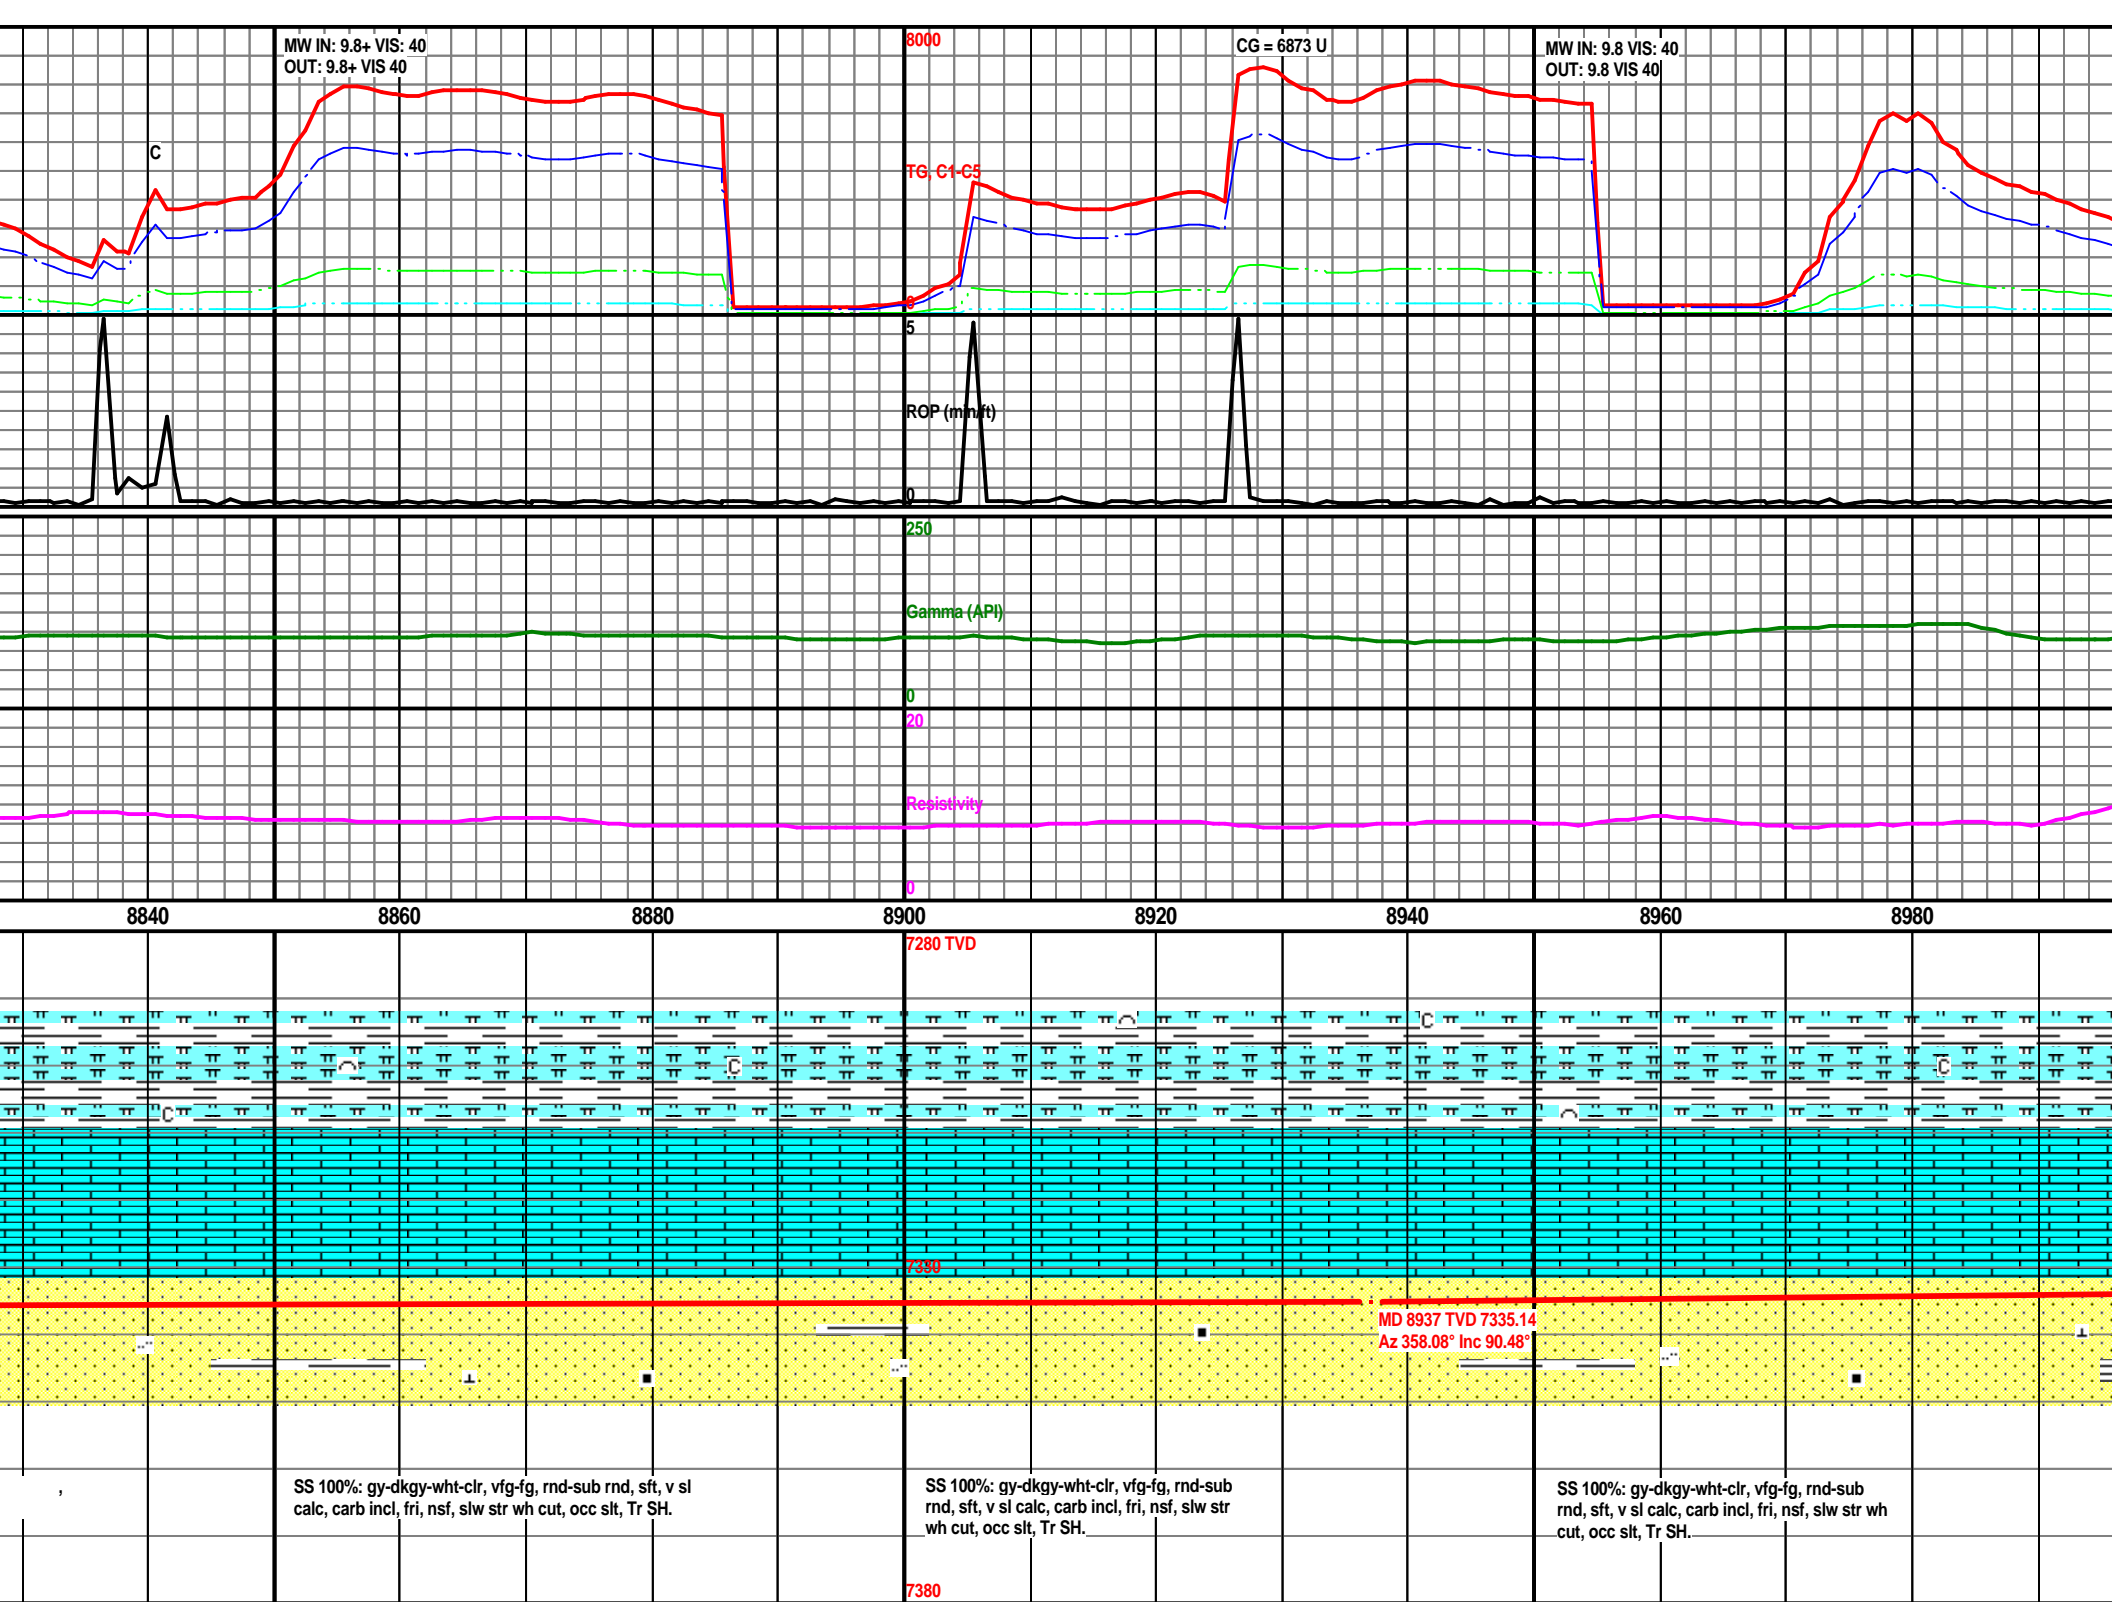 MW IN: 9.8+ VIS: 40
OUT: 9.8+ VIS 40
8000
CG = 6873 U
MW IN: 9.8 VIS: 40
OUT: 9.8 VIS 40
C
TG, C1-C5
0
5
ROP (min/ft)
0
250
Gamma (API)
0
20
Resistivity
0
8840 8860 8880 8900 8920 8940 8960 8980
7280 TVD
C
C
C
C
7330
MD 8937 TVD 7335.14
Az 358.08° Inc 90.48°
,
SS 100%: gy-dkgy-wht-clr, vfg-fg, rnd-sub rnd, sft, v sl
calc, carb incl, fri, nsf, slw str wh cut, occ slt, Tr SH.
SS 100%: gy-dkgy-wht-clr, vfg-fg, rnd-sub
rnd, sft, v sl calc, carb incl, fri, nsf, slw str
wh cut, occ slt, Tr SH.
SS 100%: gy-dkgy-wht-clr, vfg-fg, rnd-sub
rnd, sft, v sl calc, carb incl, fri, nsf, slw str wh
cut, occ slt, Tr SH.
7380